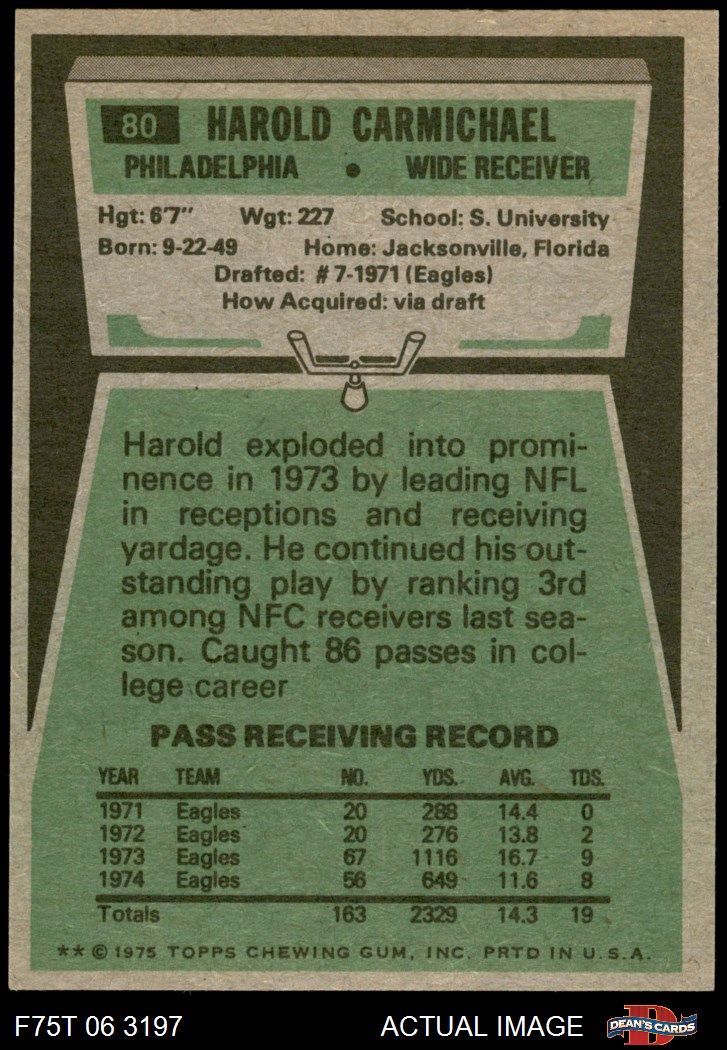 80 HAROLD CARMICHAEL
PHILADELPHIA • WIDE RECEIVER
Hgt: 6'7" Wgt: 227 School: S. University
Born: 9-22-49 Home: Jacksonville, Florida
Drafted: #7-1971 (Eagles)
How Acquired: via draft
Harold exploded into promi-
nence in 1973 by leading NFL
in receptions and receiving
yardage. He continued his out-
standing play by ranking 3rd
among NFC receivers last sea-
son. Caught 86 passes in col-
lege career
PASS RECEIVING RECORD
YEAR TEAM NO. YDS. AVG. TDS.
1971 Eagles 20 288 14.4 0
1972 Eagles 20 276 13.8 2
1973 Eagles 67 1116 16.7 9
1974 Eagles 56 649 11.6 8
Totals 163 2329 14.3 19
** © 1975 TOPPS CHEWING GUM, INC. PRTD IN U.S.A.
F75T 06 3197 ACTUAL IMAGE D DEAN'S CARDS